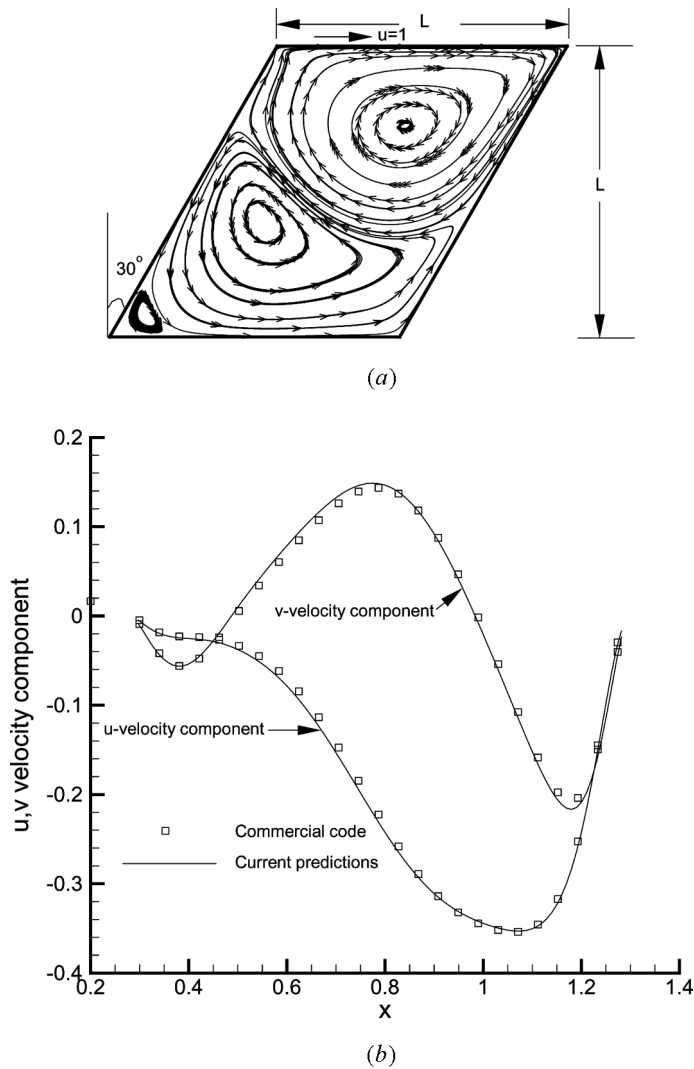 L
u=1
L
30°
(a)
0.2
0.1
0
-0.1
-0.2
-0.3
-0.4
u,v velocity component
v-velocity component
u-velocity component
Commercial code
Current predictions
0.2
0.4
0.6
0.8
1
1.2
1.4
x
(b)